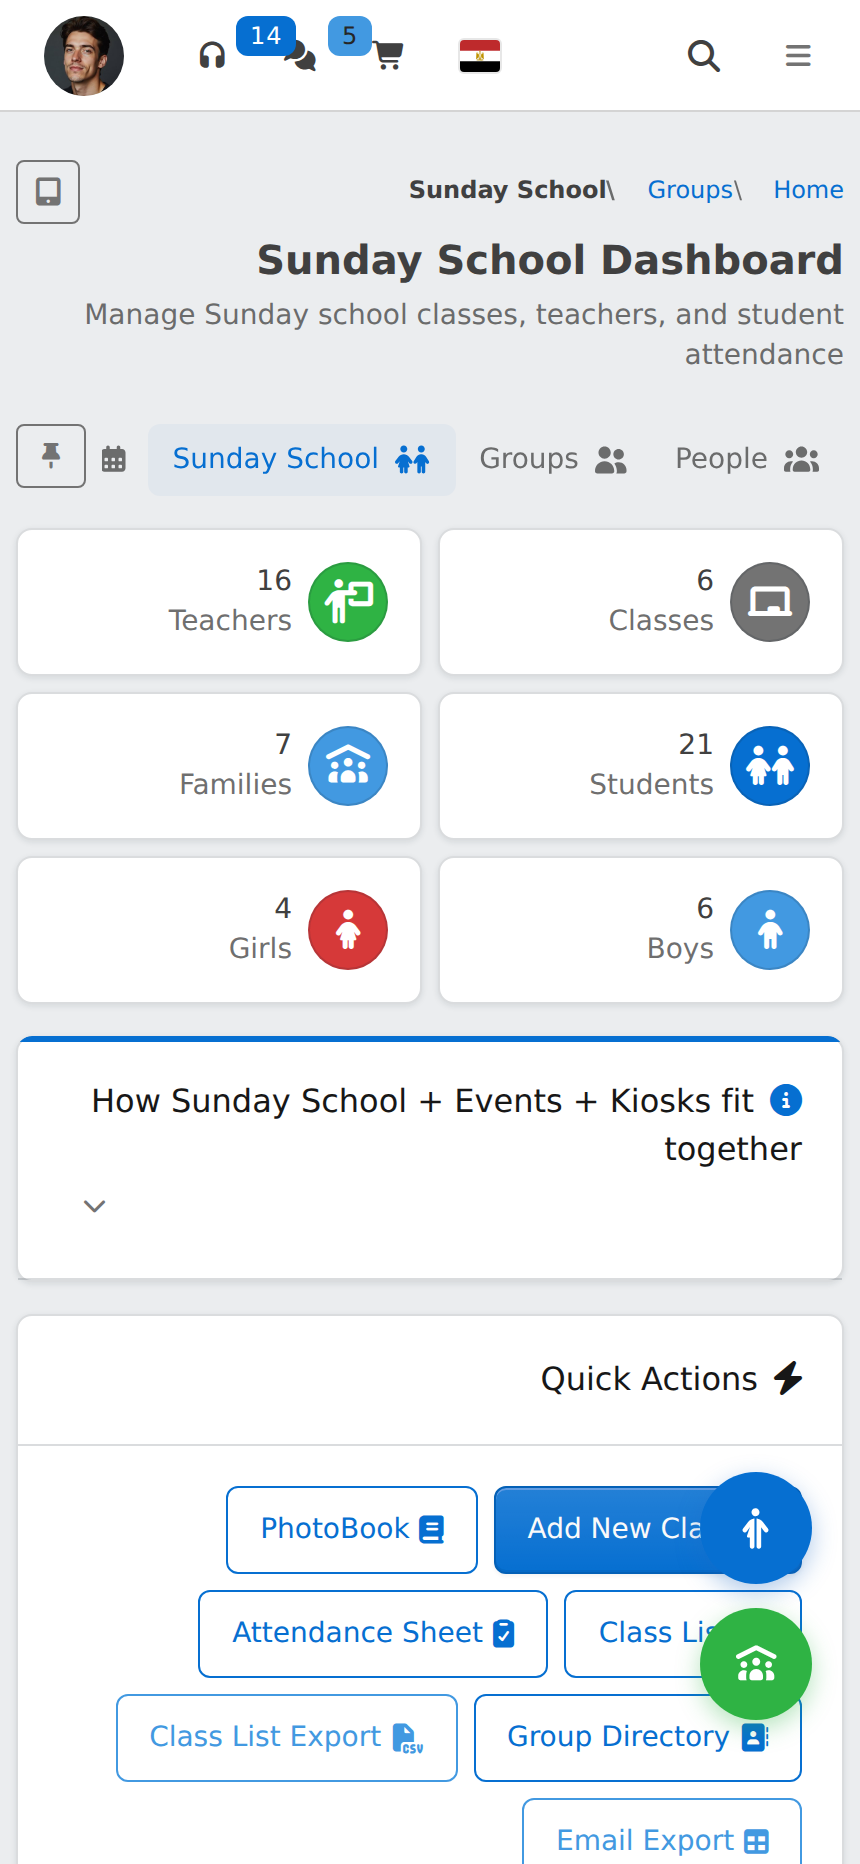 14
5
Home
Groups\
Sunday School\
Sunday School Dashboard
Manage Sunday school classes, teachers, and student
attendance
People
Groups
Sunday School
6
Classes
16
Teachers
21
Students
7
Families
6
Boys
4
Girls
How Sunday School + Events + Kiosks fit
together
Quick Actions
Add New
PhotoBook
Class
Attendance Sheet
Group Directory
Class List Export
CSV
Email Export